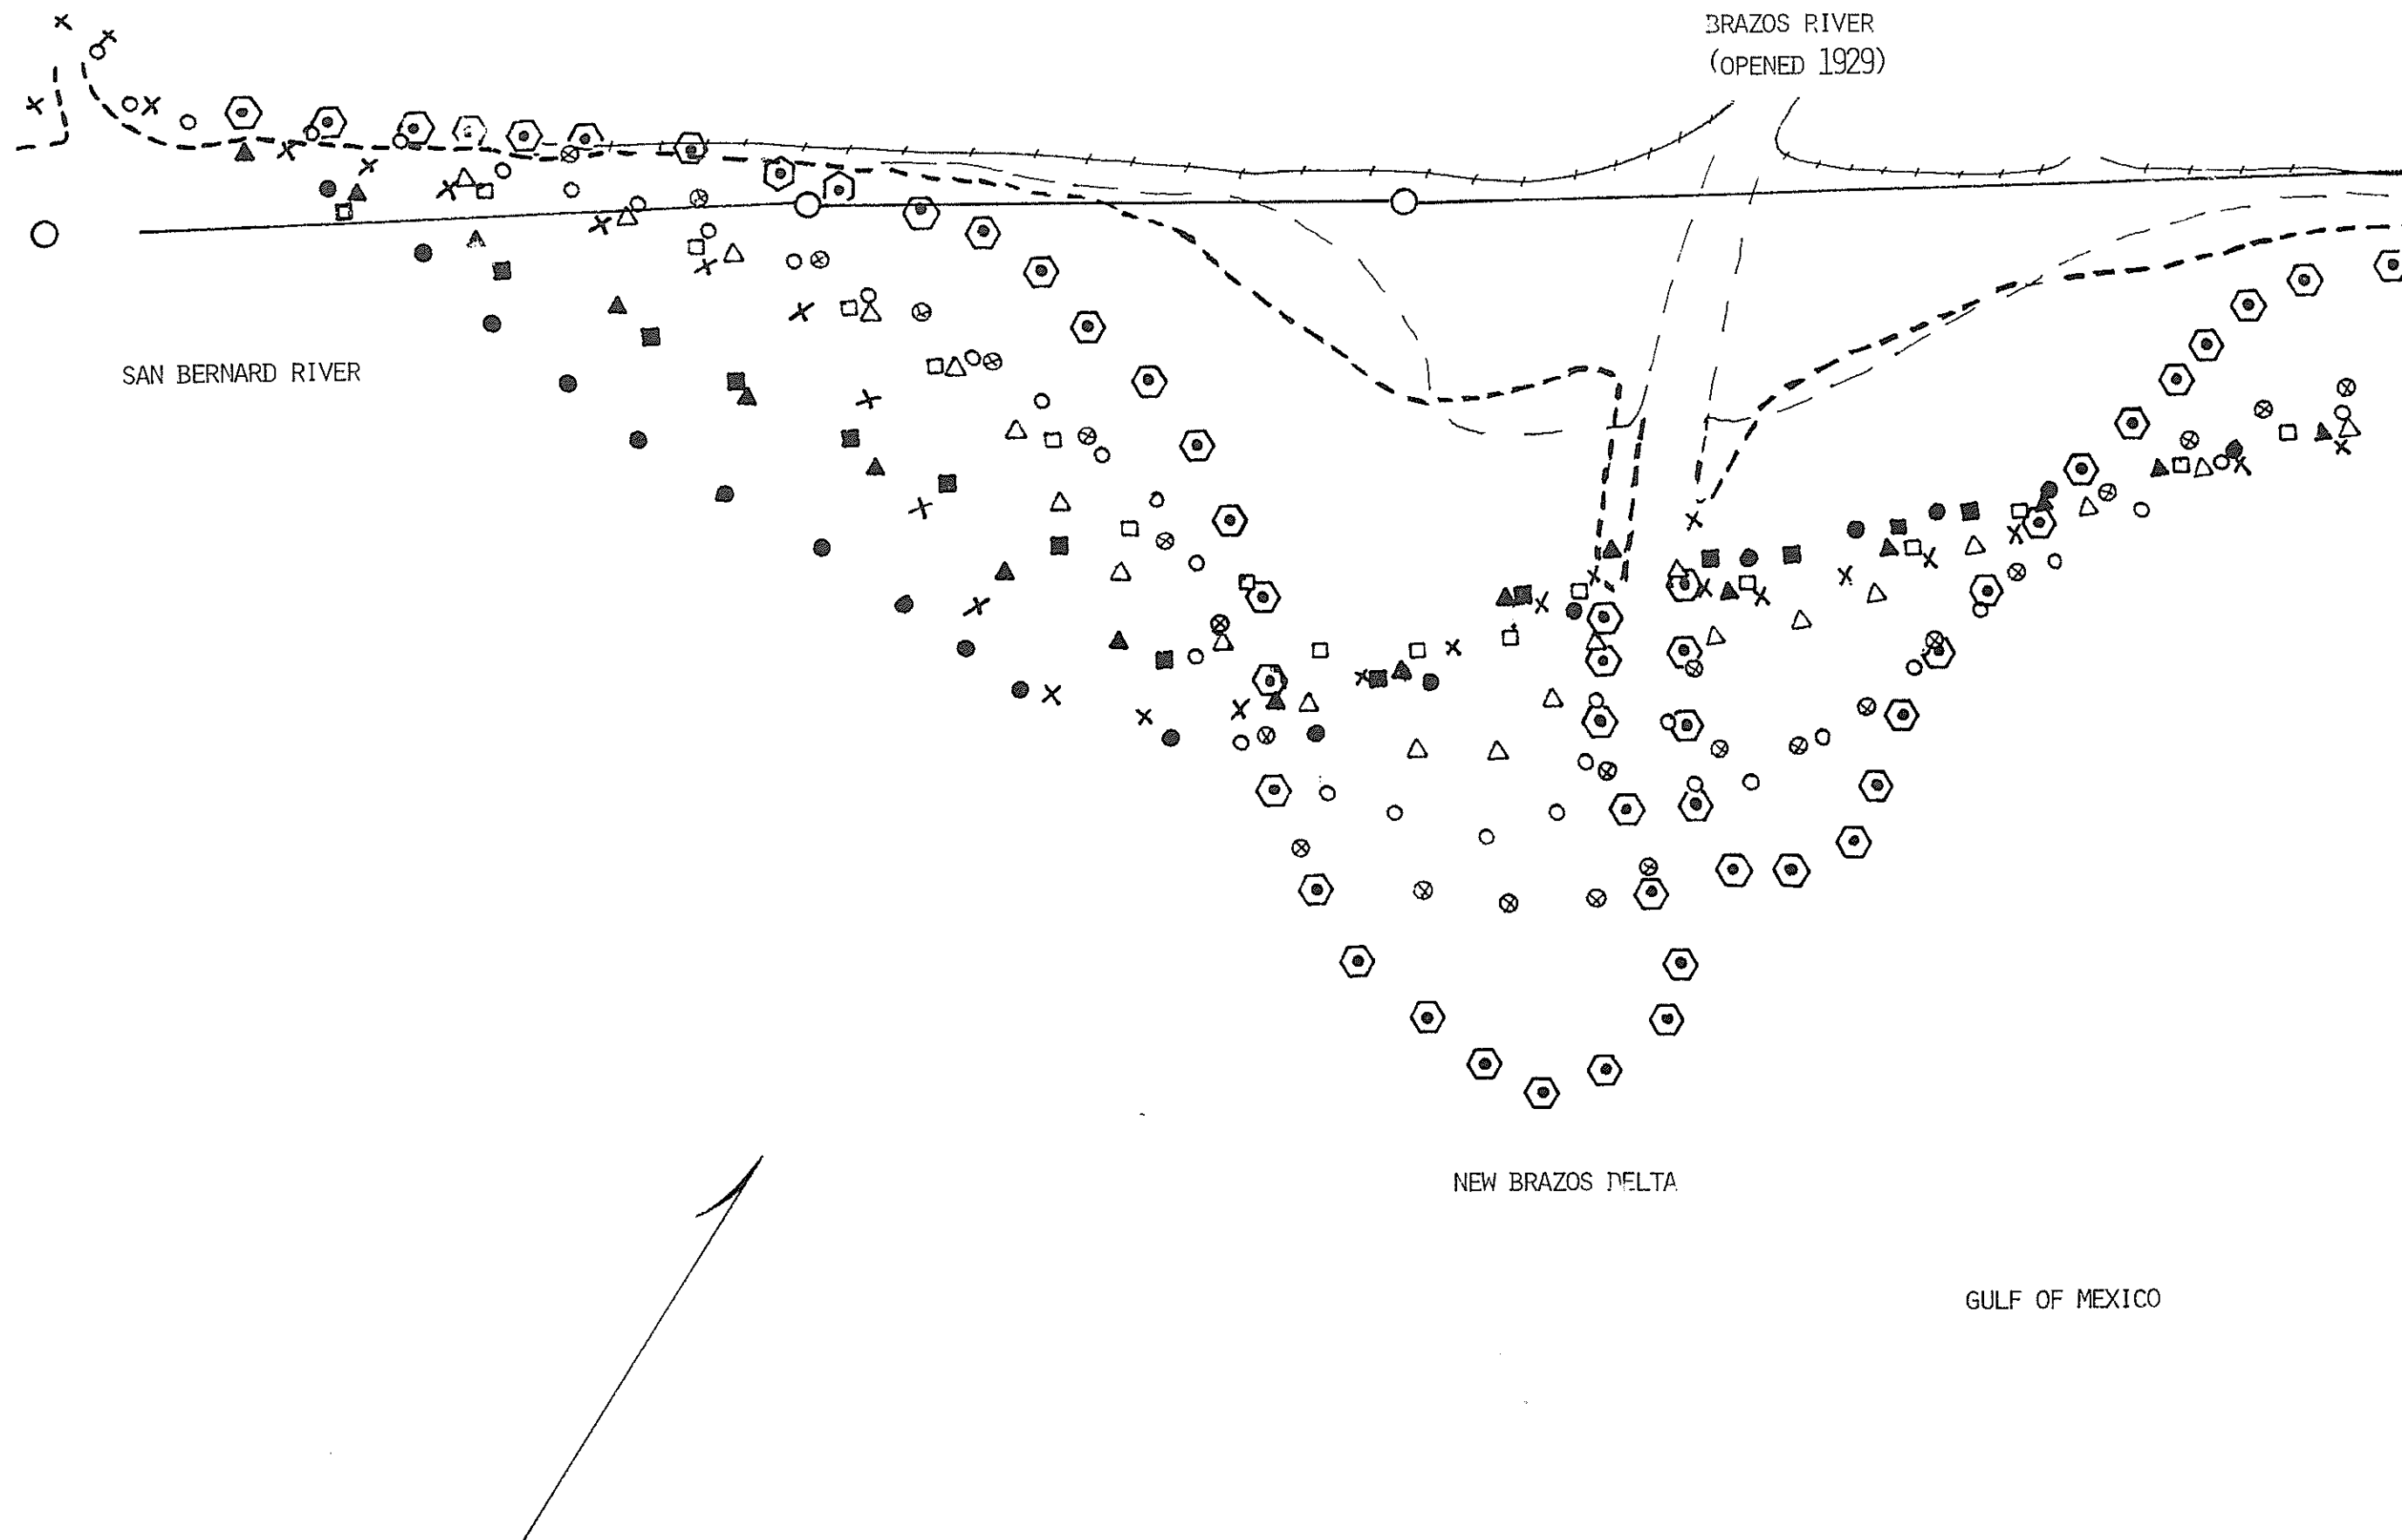 BRAZOS RIVER
(OPENED 1929)
SAN BERNARD RIVER
NEW BRAZOS DELTA
GULF OF MEXICO